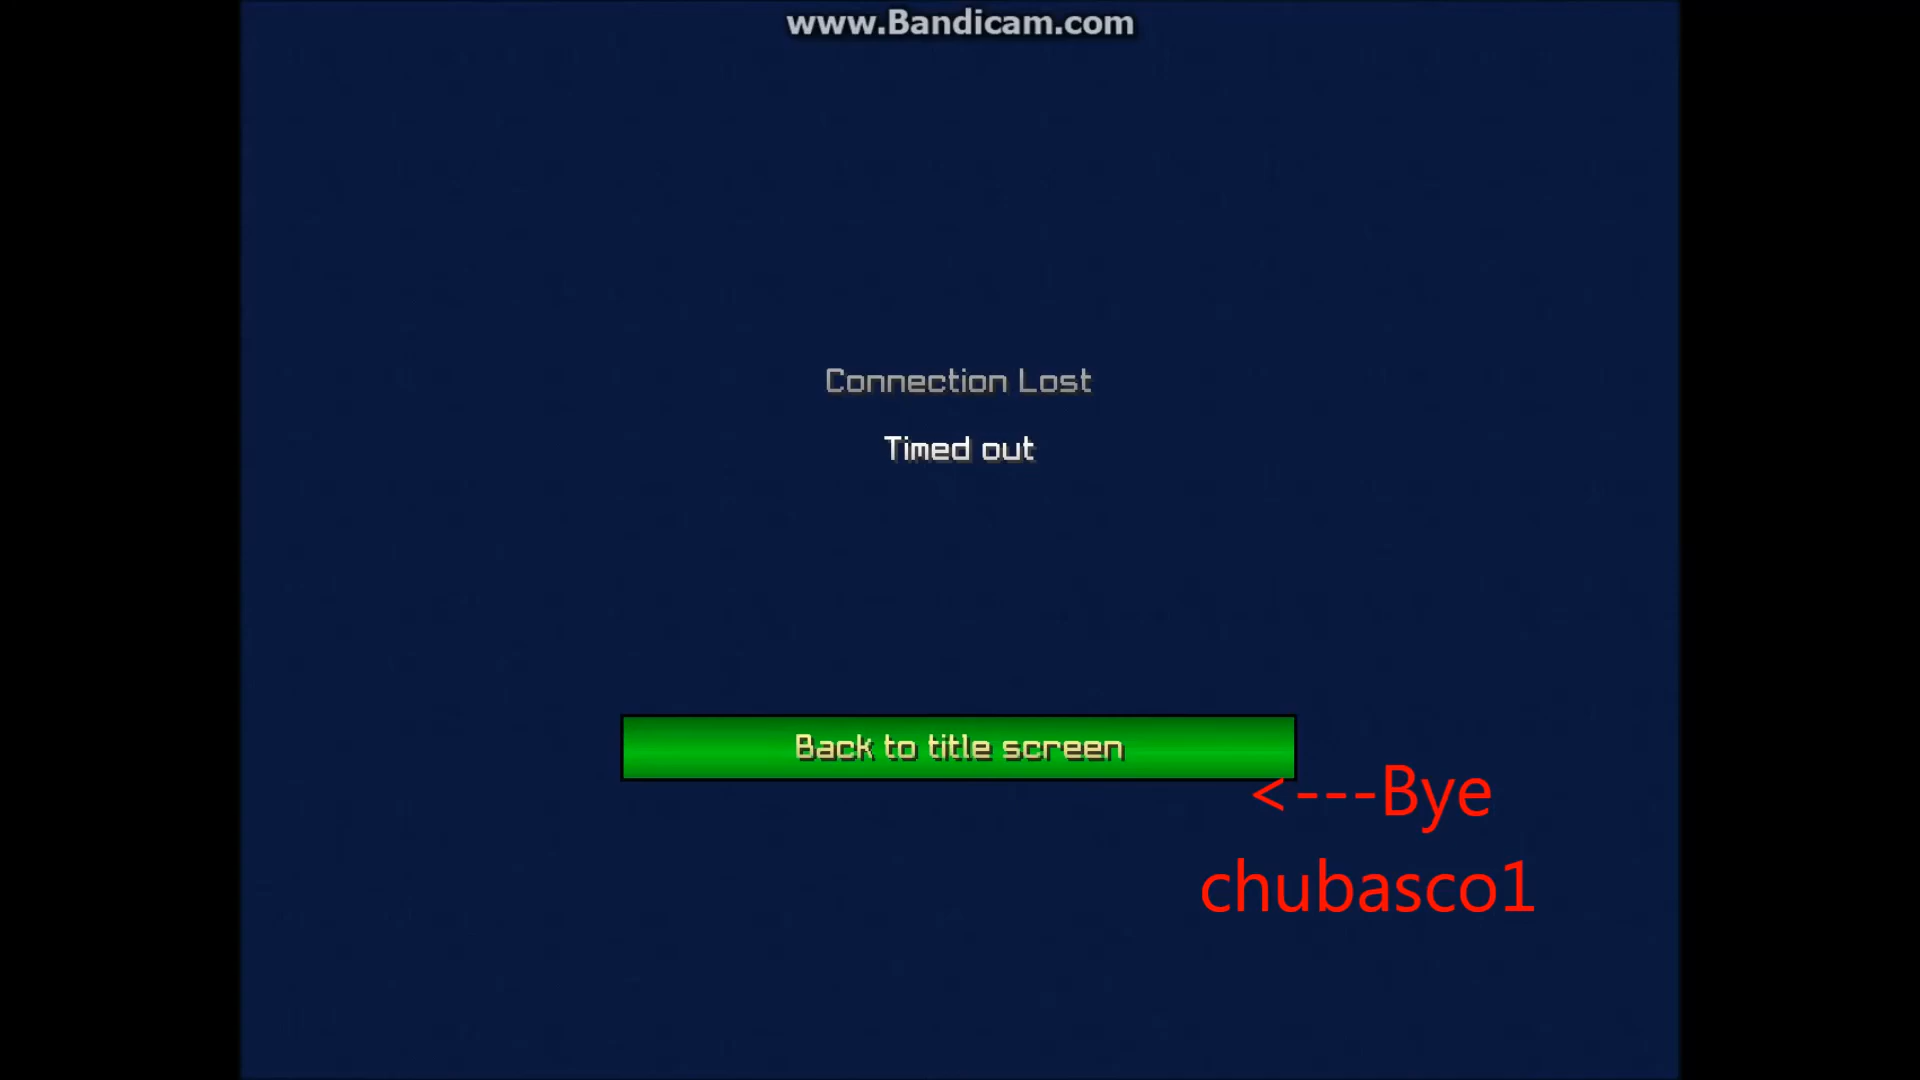 www.Bandicam.com
Connection Lost
Timed out
Back to title screen
<---Bye
chubasco1